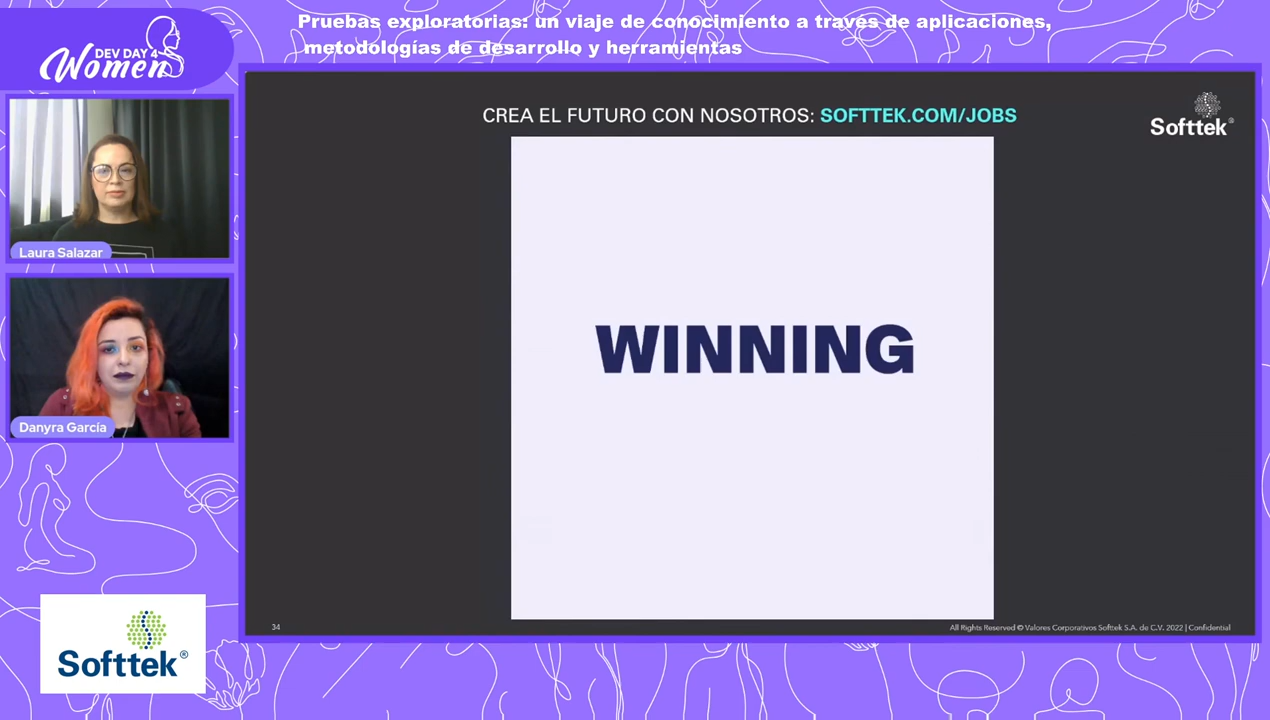 Pruebas exploratorias: un viaje de conocimiento a través de aplicaciones,
metodologías de desarrollo y herramientas
DEV DAY 4
Women
Laura Salazar
Danyra García
Softtek®
CREA EL FUTURO CON NOSOTROS: SOFTTEK.COM/JOBS
Softtek®
WINNING
34
All Rights Reserved © Valores Corporativos Softtek S.A. de C.V. 2022 | Confidential